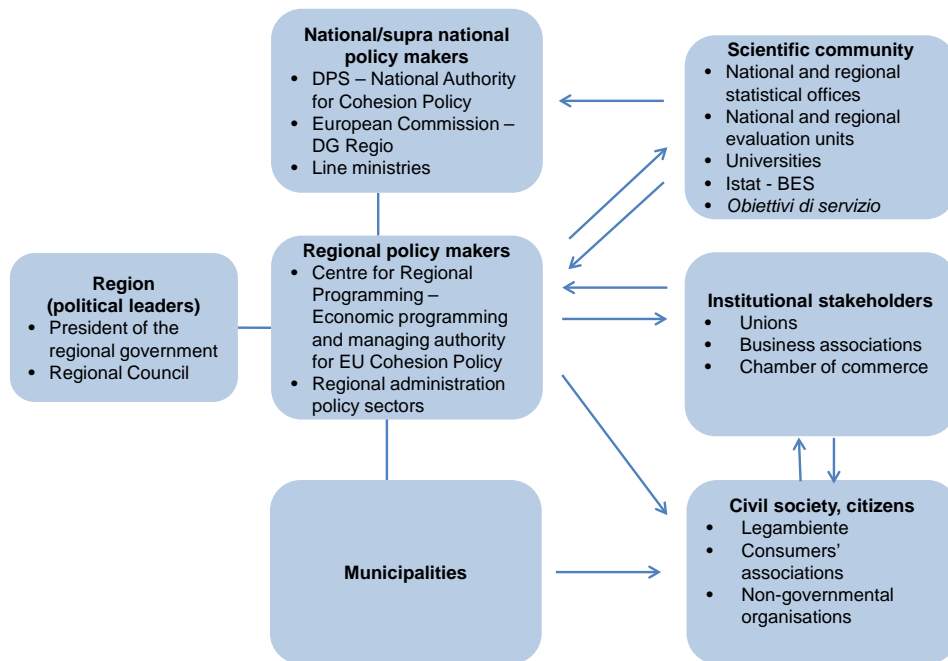 National/supra national
policy makers
• DPS – National Authority
for Cohesion Policy
• European Commission –
DG Regio
• Line ministries
Scientific community
• National and regional
statistical offices
• National and regional
evaluation units
• Universities
• Istat - BES
• Obiettivi di servizio
Region
(political leaders)
• President of the
regional government
• Regional Council
Regional policy makers
• Centre for Regional
Programming –
Economic programming
and managing authority
for EU Cohesion Policy
• Regional administration
policy sectors
Institutional stakeholders
• Unions
• Business associations
• Chamber of commerce
Municipalities
Civil society, citizens
• Legambiente
• Consumers'
associations
• Non-governmental
organisations